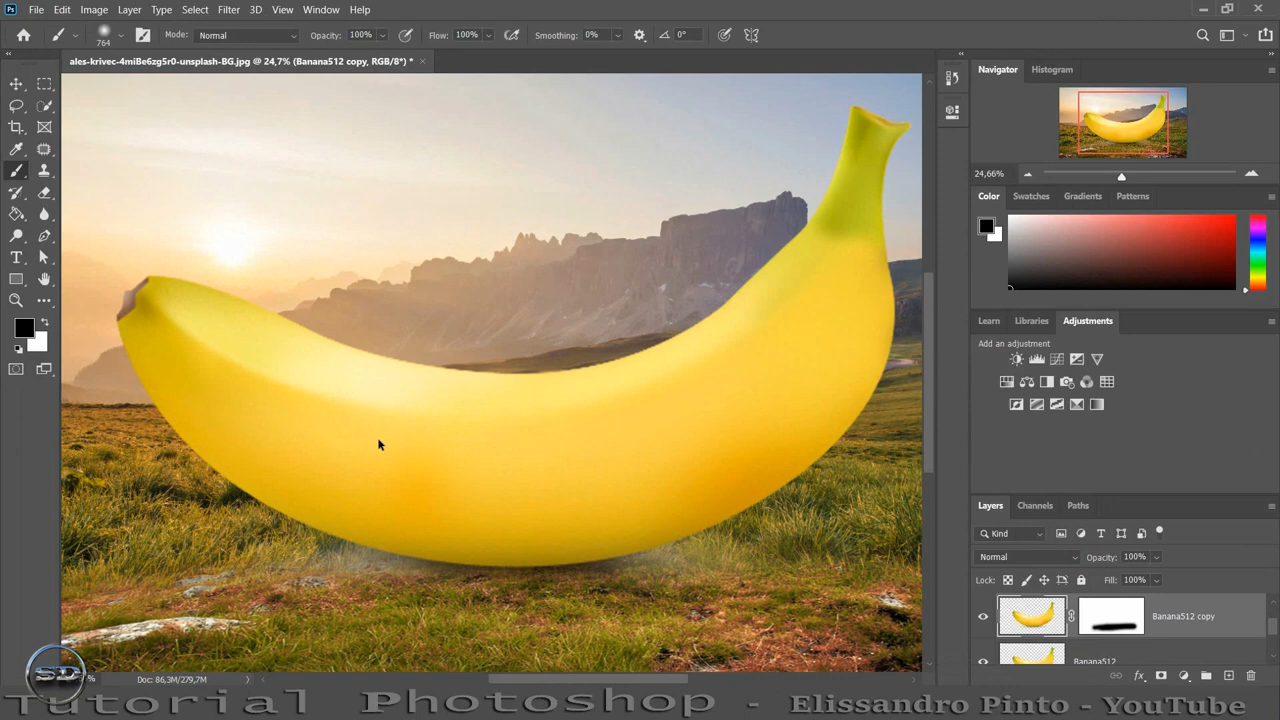 Ps File Edit Image Layer Type Select Filter 3D View Window Help
764 Mode: Normal Opacity: 100% Flow: 100% Smoothing: 0% 0°
ales-krivec-4miBe6zg5r0-unsplash-BG.jpg @ 24,7% (Banana512 copy, RGB/8*) *
Navigator Histogram
24,66%
Color Swatches Gradients Patterns
Learn Libraries Adjustments
Add an adjustment
Layers Channels Paths
Kind
Normal Opacity: 100%
Lock: Fill: 100%
Banana512 copy
Banana512
SD
Doc: 86,3M/279,7M
Tutorial Photoshop - Elissandro Pinto - YouTube